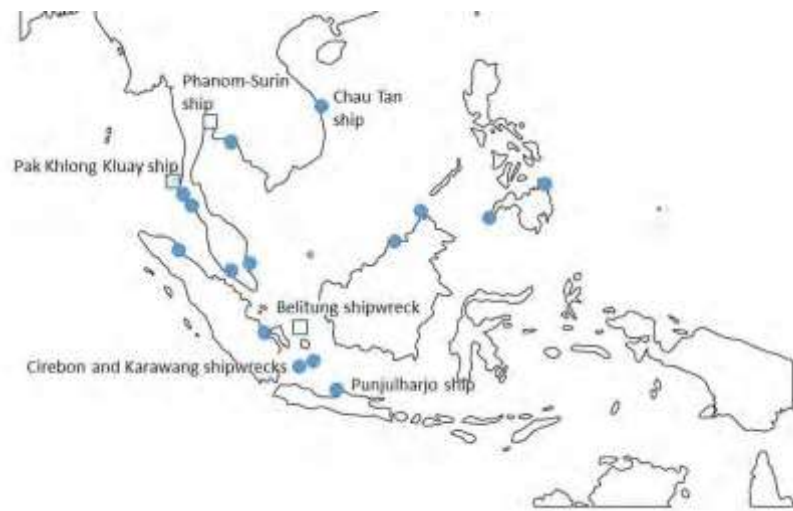 Phanom-Surin
ship
Chau Tan
ship
Pak Khlong Kluay ship
Belitung shipwreck
Cirebon and Karawang shipwrecks
Punjulharjo ship